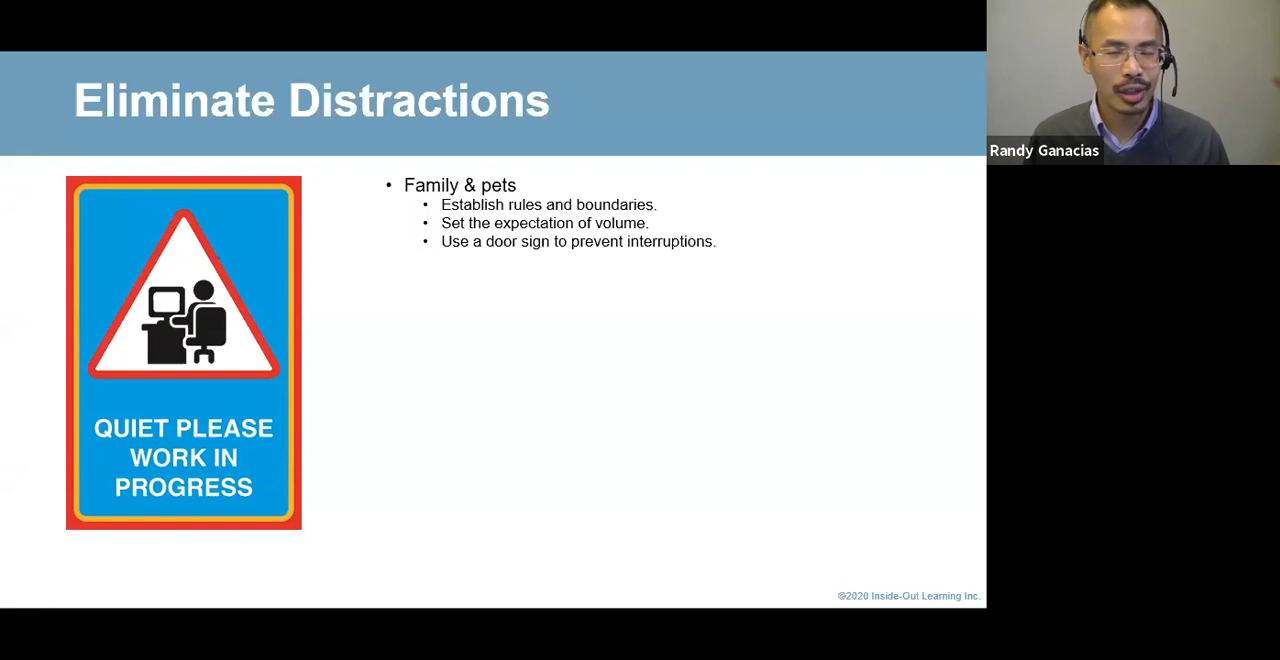 Eliminate Distractions
Randy Ganacias
• Family & pets
• Establish rules and boundaries.
• Set the expectation of volume.
• Use a door sign to prevent interruptions.
QUIET PLEASE
WORK IN
PROGRESS
©2020 Inside-Out Learning Inc.